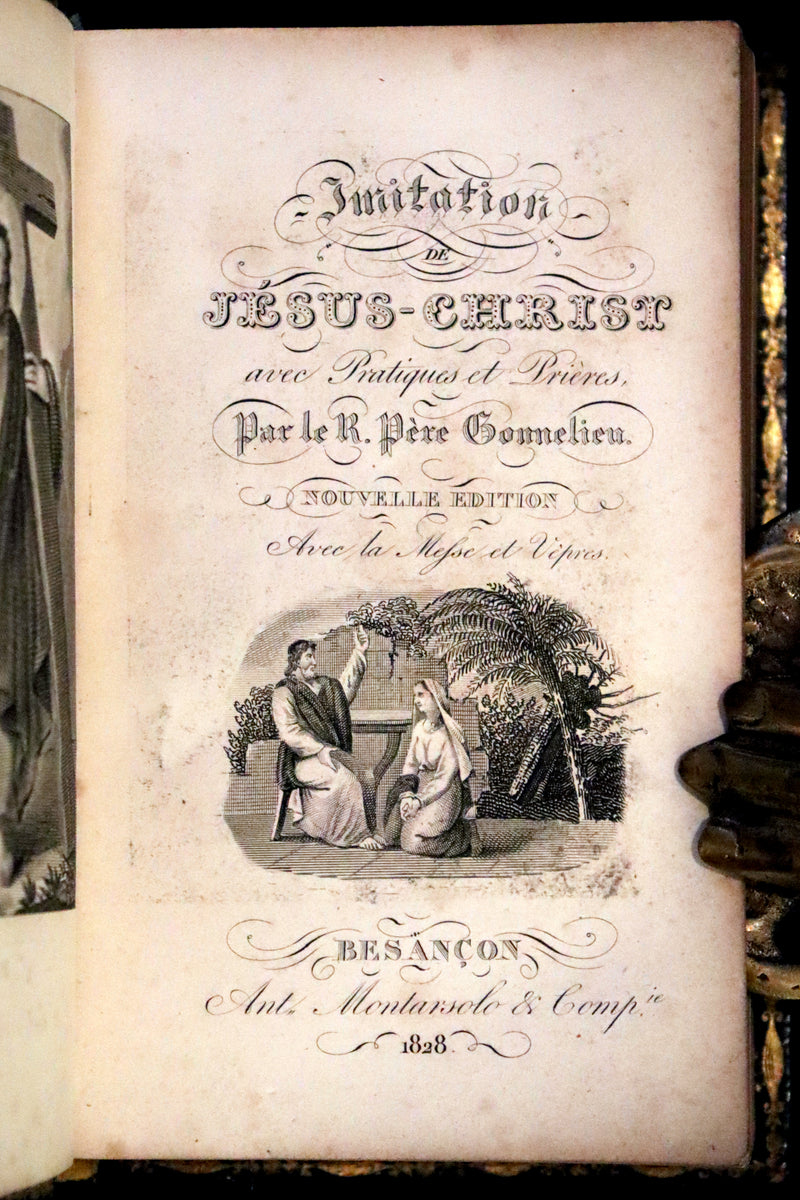 Imitation
DE
JÉSUS-CHRIST
avec Pratiques et Prières,
Par le R. Père Gonnelieu.
NOUVELLE EDITION
Avec la Messe et Vêpres.
BESANÇON
Ant. Montarsolo & Comp.ie
1828.